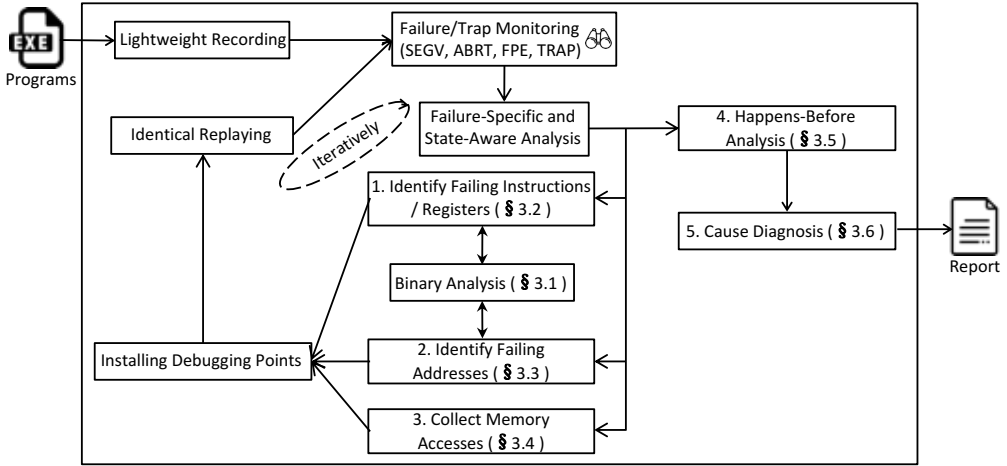 EXE
Programs
Lightweight Recording
Failure/Trap Monitoring
(SEGV, ABRT, FPE, TRAP)
Identical Replaying
Iteratively
Failure-Specific and
State-Aware Analysis
4. Happens-Before
Analysis ( § 3.5 )
1. Identify Failing Instructions
/ Registers ( § 3.2 )
5. Cause Diagnosis ( § 3.6 )
Report
Binary Analysis ( § 3.1 )
Installing Debugging Points
2. Identify Failing
Addresses ( § 3.3 )
3. Collect Memory
Accesses ( § 3.4 )